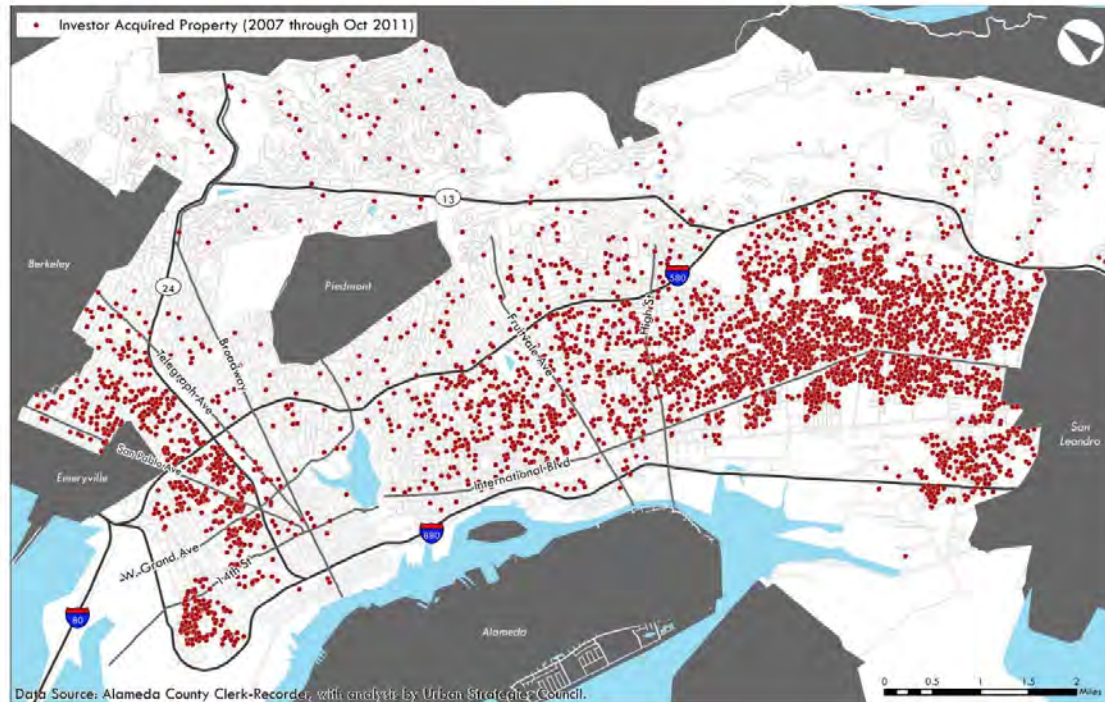 Investor Acquired Property (2007 through Oct 2011)
13
Berkeley
Piedmont
24
580
Broadway
Telegraph Ave
Fruitvale Ave
High St
San Pablo Ave
Emeryville
International Blvd
San
Leandro
W. Grand Ave
14th St
880
80
Alameda
Data Source: Alameda County Clerk-Recorder, with analysis by Urban Strategies Council.
0 0.5 1 1.5 2
Miles